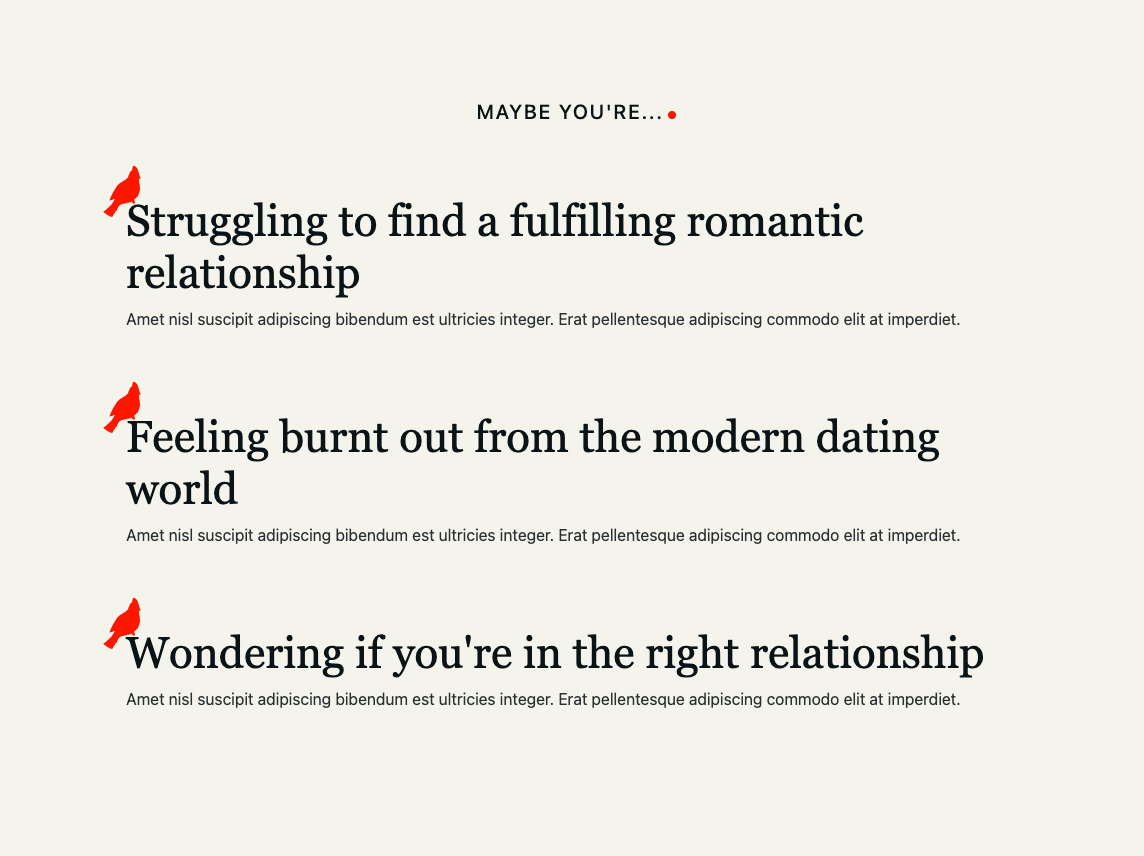 MAYBE YOU'RE...
Struggling to find a fulfilling romantic
relationship
Amet nisl suscipit adipiscing bibendum est ultricies integer. Erat pellentesque adipiscing commodo elit at imperdiet.
Feeling burnt out from the modern dating
world
Amet nisl suscipit adipiscing bibendum est ultricies integer. Erat pellentesque adipiscing commodo elit at imperdiet.
Wondering if you're in the right relationship
Amet nisl suscipit adipiscing bibendum est ultricies integer. Erat pellentesque adipiscing commodo elit at imperdiet.